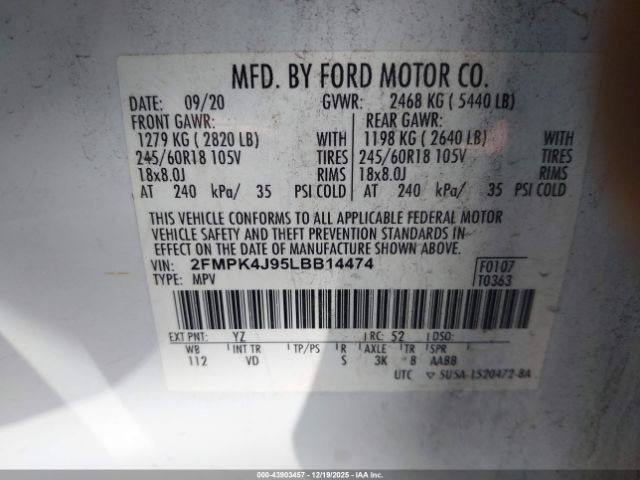 MFD. BY FORD MOTOR CO.
DATE: 09/20 GVWR: 2468 KG ( 5440 LB)
FRONT GAWR: REAR GAWR:
1279 KG ( 2820 LB) WITH 1198 KG ( 2640 LB) WITH
245/60R18 105V TIRES 245/60R18 105V TIRES
18x8.0J RIMS 18x8.0J RIMS
AT 240 kPa/ 35 PSI COLD AT 240 kPa/ 35 PSI COLD
THIS VEHICLE CONFORMS TO ALL APPLICABLE FEDERAL MOTOR
VEHICLE SAFETY AND THEFT PREVENTION STANDARDS IN
EFFECT ON THE DATE OF MANUFACTURE SHOWN ABOVE.
VIN: 2FMPK4J95LBB14474 F0107
TYPE: MPV T0363
EXT PNT: YZ RC: 52 DSO:
WB INT TR TP/PS R AXLE TR SPR
112 VD S 3K 8 AABB
UTC ▽ 5USA-1520472-BA
000-43903457 - 12/19/2025 - IAAI.COM